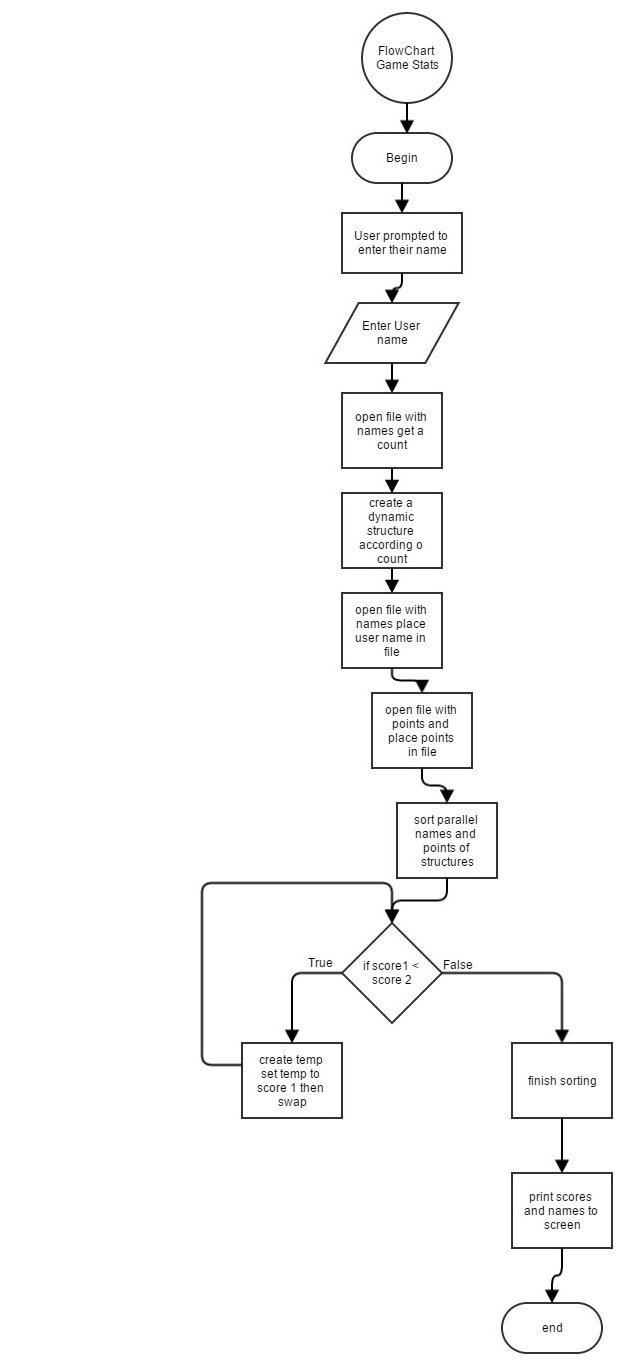 FlowChart
Game Stats
Begin
User prompted to
enter their name
Enter User
name
open file with
names get a
count
create a
dynamic
structure
according o
count
open file with
names place
user name in
file
open file with
points and
place points
in file
sort parallel
names and
points of
structures
if score1 <
score 2
True
False
create temp
set temp to
score 1 then
swap
finish sorting
print scores
and names to
screen
end